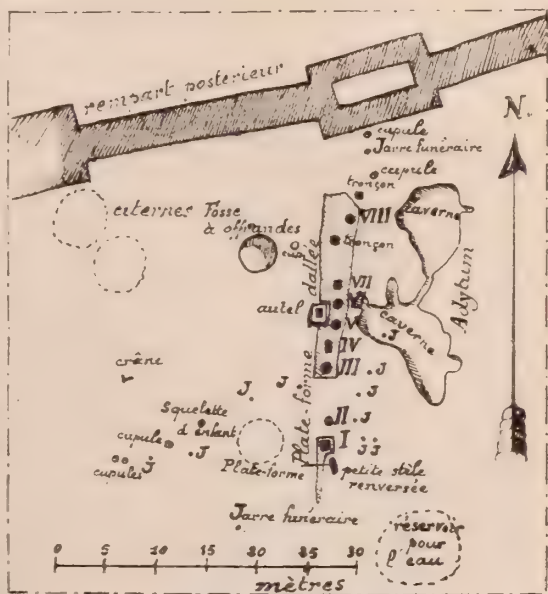 rempart postérieur
N.
cupule
Jarre funéraire
cupule
tronçon
citernes
Fosse
à offrandes
cup.
VIII
caverne
tronçon
Plate-forme dallée
Adytum
VII
VI
autel
V
caverne
J
IV
III
.J
crâne
J
J.
J
Squelette
d'enfant
II
.J
cupule
I
JJ
cupules
J
.J
Plate-forme
petite stèle
renversée
Jarre funéraire
réservoir
pour
l'eau
0 5 10 15 20 25 30
mètres